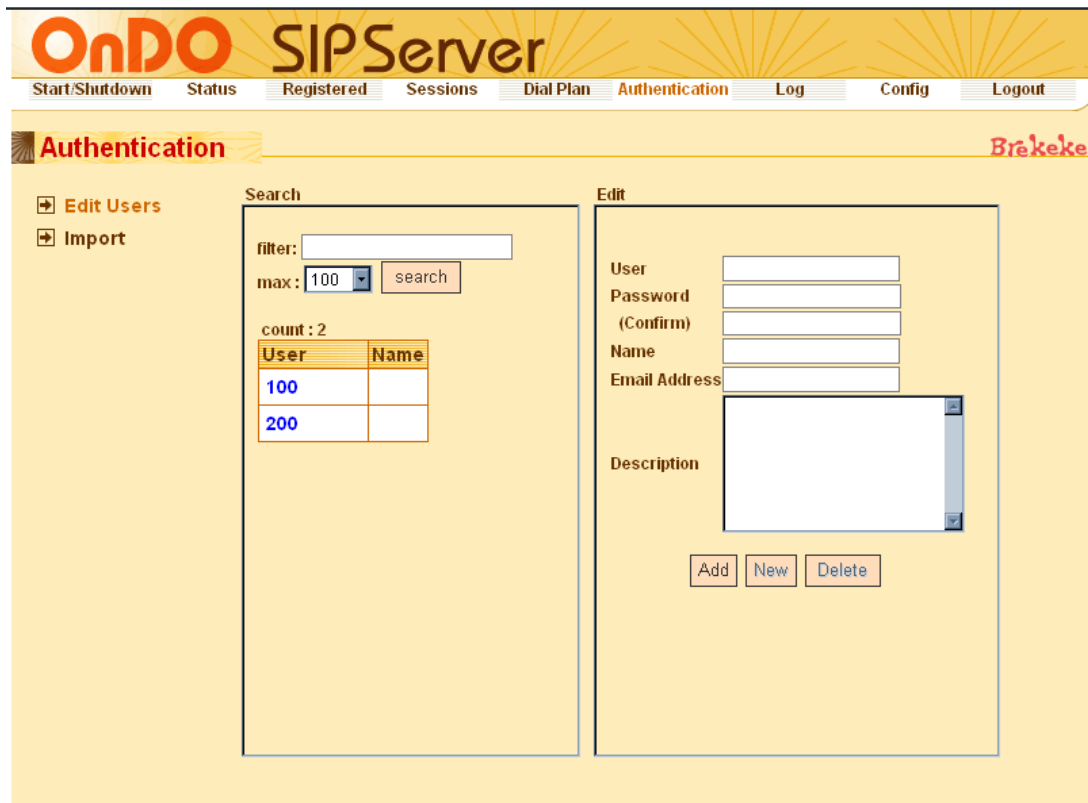 OnDO SIPServer
Start/Shutdown Status Registered Sessions Dial Plan Authentication Log Config Logout
Authentication
Brekeke
Edit Users
Import
Search
filter:
max : 100 search
count : 2
User Name
100
200
Edit
User
Password
(Confirm)
Name
Email Address
Description
Add New Delete